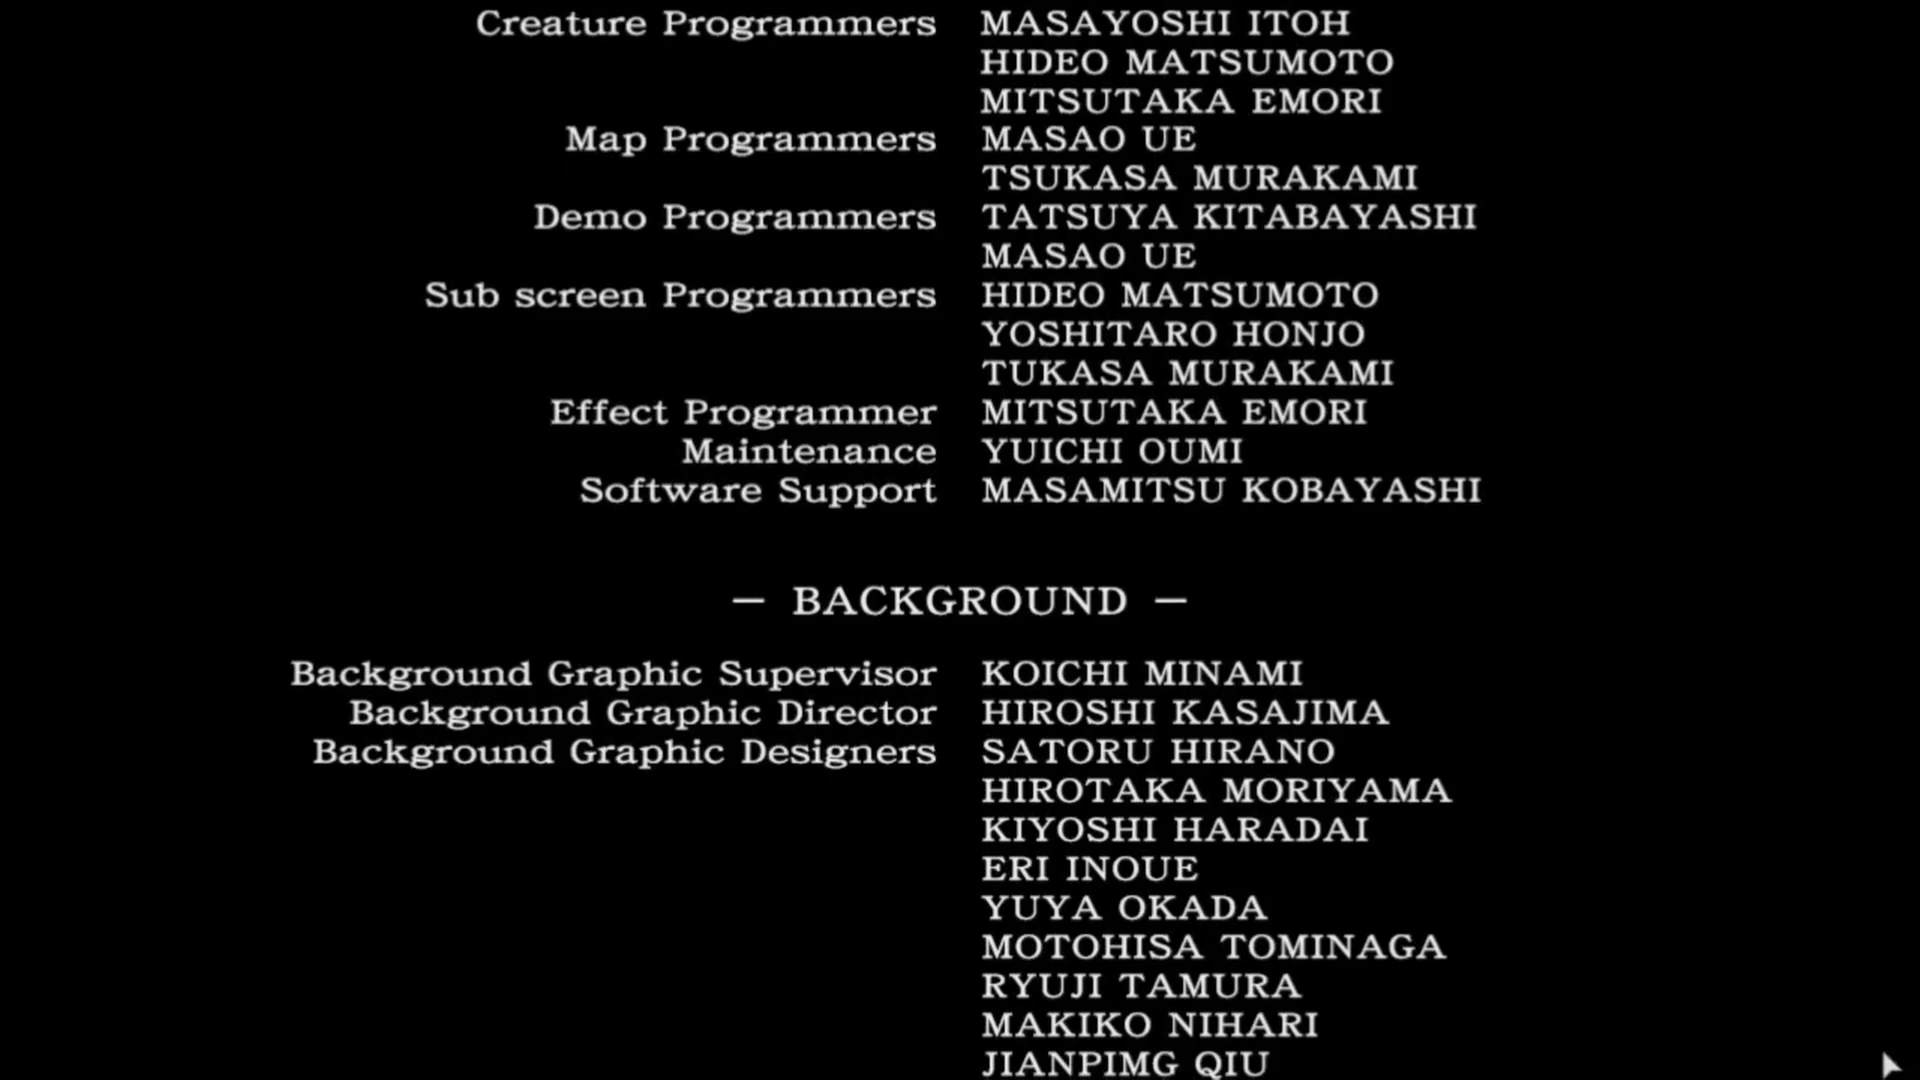 Creature Programmers MASAYOSHI ITOH
HIDEO MATSUMOTO
MITSUTAKA EMORI
Map Programmers MASAO UE
TSUKASA MURAKAMI
Demo Programmers TATSUYA KITABAYASHI
MASAO UE
Sub screen Programmers HIDEO MATSUMOTO
YOSHITARO HONJO
TUKASA MURAKAMI
Effect Programmer MITSUTAKA EMORI
Maintenance YUICHI OUMI
Software Support MASAMITSU KOBAYASHI
— BACKGROUND —
Background Graphic Supervisor KOICHI MINAMI
Background Graphic Director HIROSHI KASAJIMA
Background Graphic Designers SATORU HIRANO
HIROTAKA MORIYAMA
KIYOSHI HARADAI
ERI INOUE
YUYA OKADA
MOTOHISA TOMINAGA
RYUJI TAMURA
MAKIKO NIHARI
JIANPIMG QIU